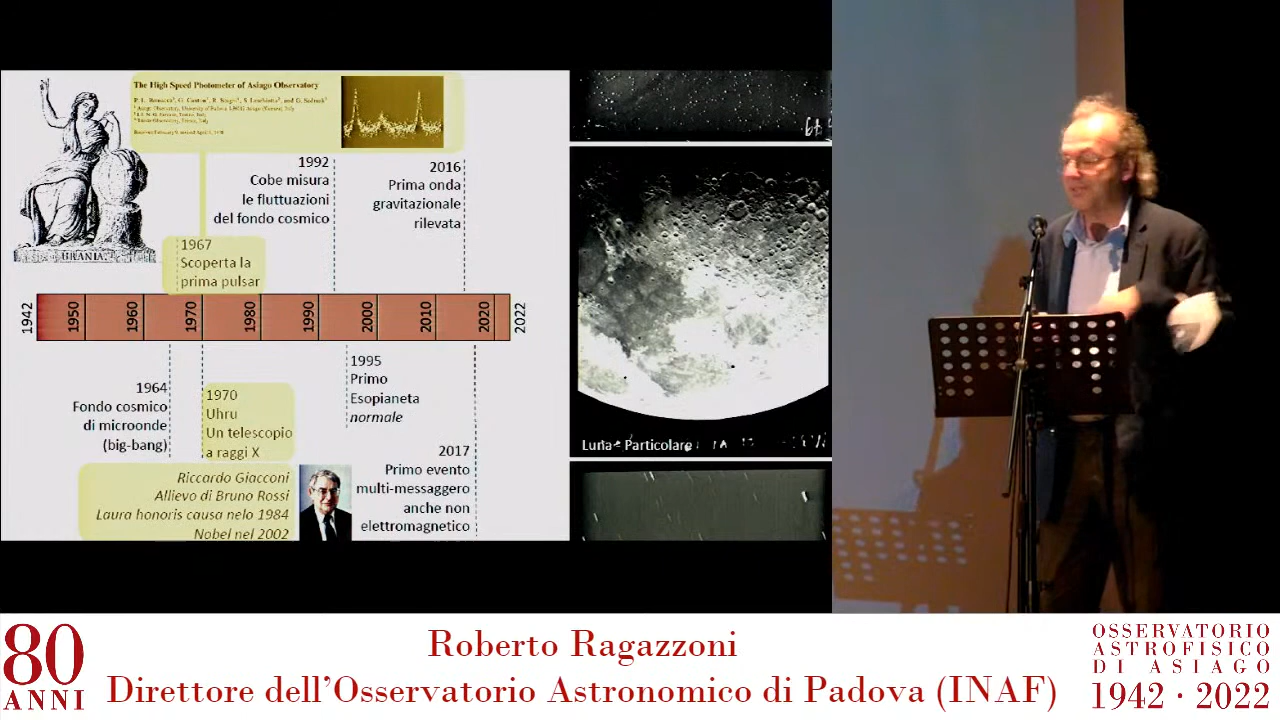 The High Speed Photometer of Asiago Observatory
1992
Cobe misura
le fluttuazioni
del fondo cosmico
2016
Prima onda
gravitazionale
rilevata
URANIA.
1967
Scoperta la
prima pulsar
1942
1950
1960
1970
1980
1990
2000
2010
2020
2022
1964
Fondo cosmico
di microonde
(big-bang)
1970
Uhru
Un telescopio
a raggi X
1995
Primo
Esopianeta
normale
2017
Primo evento
multi-messaggero
anche non
elettromagnetico
Riccardo Giacconi
Allievo di Bruno Rossi
Laura honoris causa nelo 1984
Nobel nel 2002
Luna - Particolare
80
ANNI
Roberto Ragazzoni
Direttore dell'Osservatorio Astronomico di Padova (INAF)
OSSERVATORIO
ASTROFISICO
DI ASIAGO
1942 · 2022